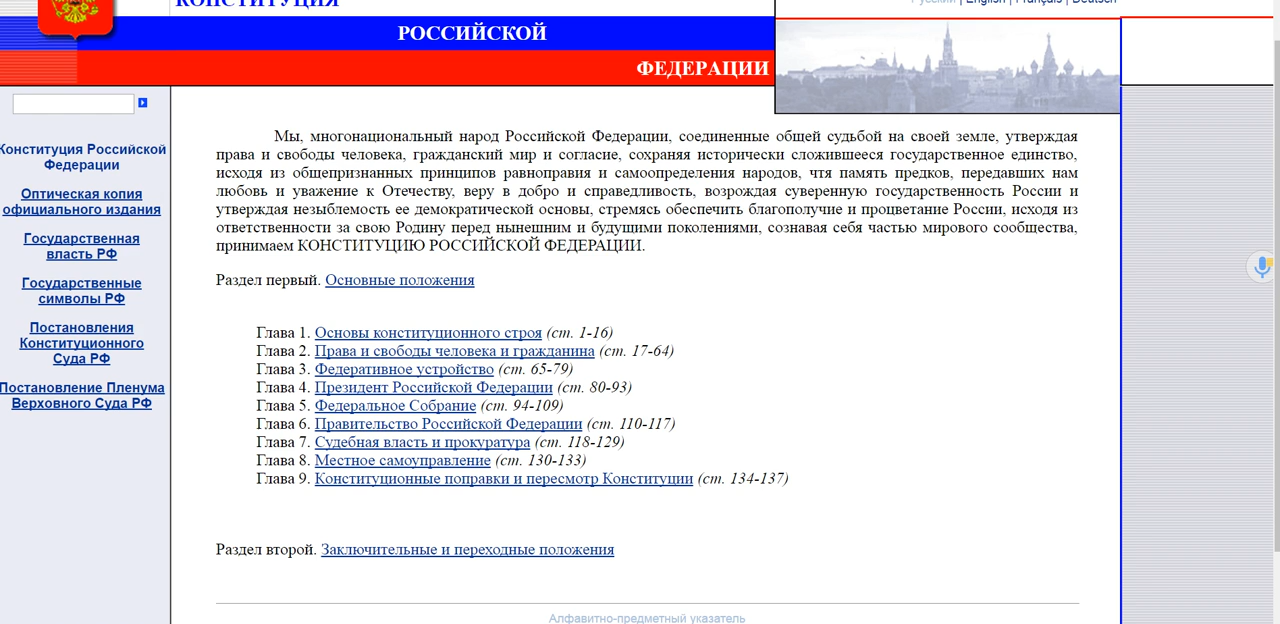 КОНСТИТУЦИЯ
Русский | English | Français | Deutsch
РОССИЙСКОЙ
ФЕДЕРАЦИИ
Конституция Российской
Федерации
Оптическая копия
официального издания
Государственная
власть РФ
Государственные
символы РФ
Постановления
Конституционного
Суда РФ
Постановление Пленума
Верховного Суда РФ
Мы, многонациональный народ Российской Федерации, соединенные общей судьбой на своей земле, утверждая
права и свободы человека, гражданский мир и согласие, сохраняя исторически сложившееся государственное единство,
исходя из общепризнанных принципов равноправия и самоопределения народов, чтя память предков, передавших нам
любовь и уважение к Отечеству, веру в добро и справедливость, возрождая суверенную государственность России и
утверждая незыблемость ее демократической основы, стремясь обеспечить благополучие и процветание России, исходя из
ответственности за свою Родину перед нынешним и будущими поколениями, сознавая себя частью мирового сообщества,
принимаем КОНСТИТУЦИЮ РОССИЙСКОЙ ФЕДЕРАЦИИ.
Раздел первый. Основные положения
Глава 1. Основы конституционного строя (ст. 1-16)
Глава 2. Права и свободы человека и гражданина (ст. 17-64)
Глава 3. Федеративное устройство (ст. 65-79)
Глава 4. Президент Российской Федерации (ст. 80-93)
Глава 5. Федеральное Собрание (ст. 94-109)
Глава 6. Правительство Российской Федерации (ст. 110-117)
Глава 7. Судебная власть и прокуратура (ст. 118-129)
Глава 8. Местное самоуправление (ст. 130-133)
Глава 9. Конституционные поправки и пересмотр Конституции (ст. 134-137)
Раздел второй. Заключительные и переходные положения
Алфавитно-предметный указатель